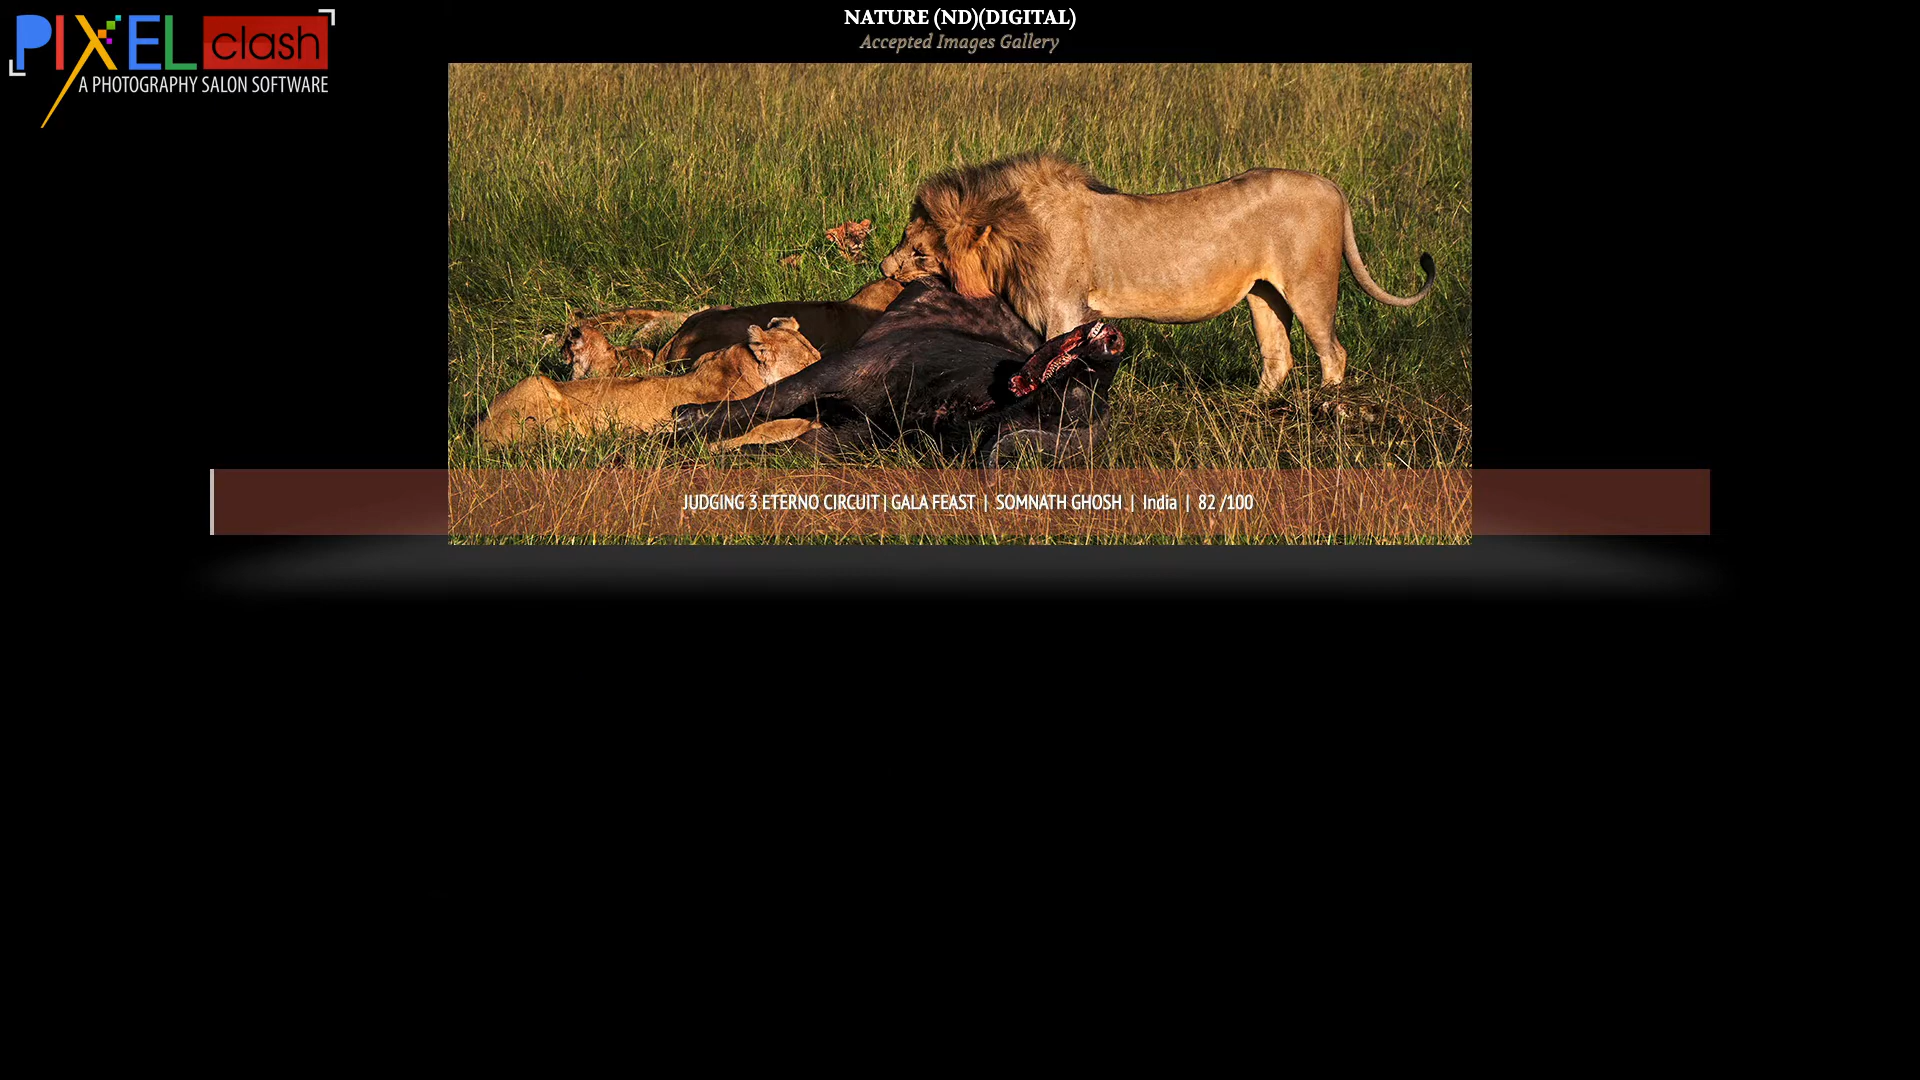 PIXEL clash
A PHOTOGRAPHY SALON SOFTWARE
NATURE (ND)(DIGITAL)
Accepted Images Gallery
JUDGING 3 ETERNO CIRCUIT | GALA FEAST | SOMNATH GHOSH | India | 82 /100